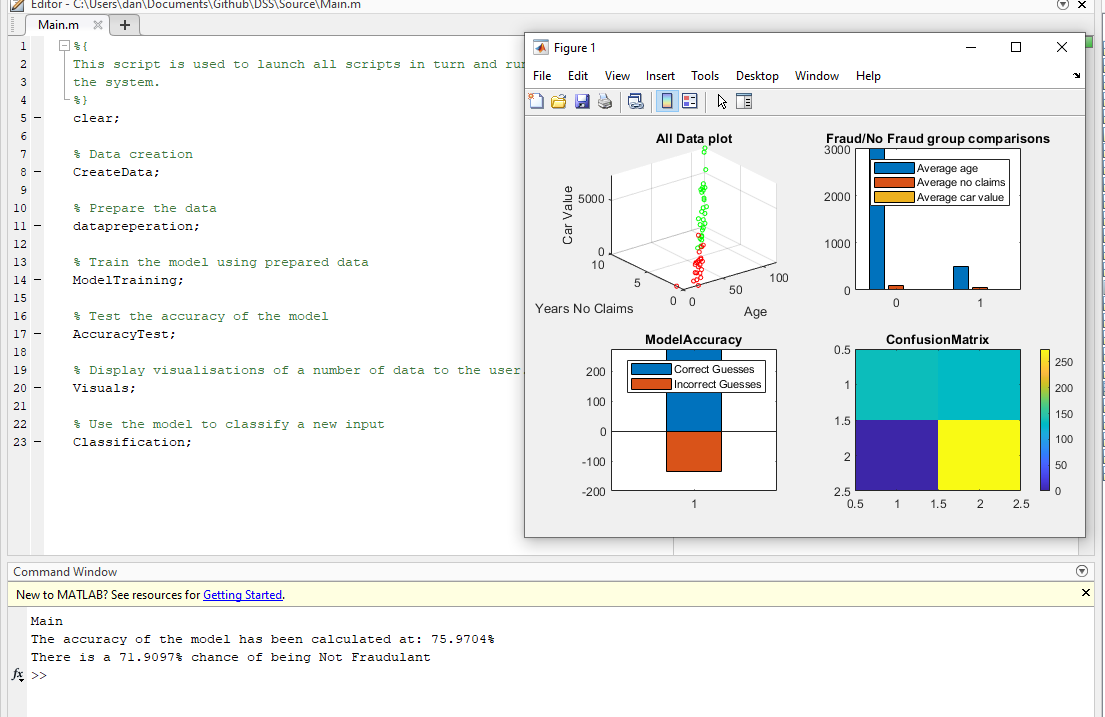 Editor - C:\Users\dan\Documents\Github\DSS\Source\Main.m
Main.m
1 %{
2 This script is used to launch all scripts in turn and run
3 the system.
4 %}
5 clear;
6
7 % Data creation
8 CreateData;
9
10 % Prepare the data
11 datapreperation;
12
13 % Train the model using prepared data
14 ModelTraining;
15
16 % Test the accuracy of the model
17 AccuracyTest;
18
19 % Display visualisations of a number of data to the user.
20 Visuals;
21
22 % Use the model to classify a new input
23 Classification;
Figure 1
File Edit View Insert Tools Desktop Window Help
All Data plot
Car Value
5000
0
10
5
0
Years No Claims
0
50
100
Age
Fraud/No Fraud group comparisons
3000
2000
1000
0
Average age
Average no claims
Average car value
0 1
ModelAccuracy
200
100
0
-100
-200
Correct Guesses
Incorrect Guesses
1
ConfusionMatrix
0.5
1
1.5
2
2.5
0.5 1 1.5 2 2.5
250
200
150
100
50
0
Command Window
New to MATLAB? See resources for Getting Started.
Main
The accuracy of the model has been calculated at: 75.9704%
There is a 71.9097% chance of being Not Fraudulant
fx >>